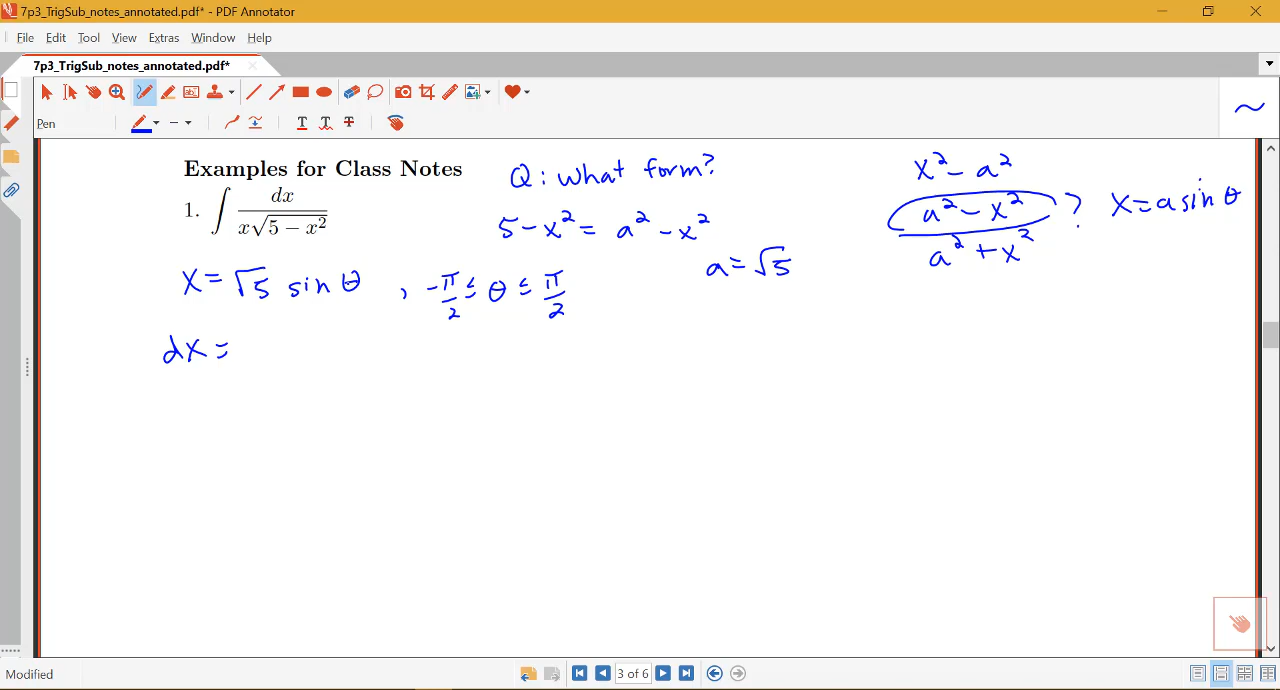 7p3_TrigSub_notes_annotated.pdf* - PDF Annotator
File Edit Tool View Extras Window Help
7p3_TrigSub_notes_annotated.pdf*
Pen
Examples for Class Notes
Q: What form?
x² - a²
1. ∫ dx / x√5 − x²
5 - x² = a² - x²
a² - x² ? x = a sin θ
a² + x²
a = √5
x = √5 sin θ , -π/2 ≤ θ ≤ π/2
dx =
Modified
3 of 6